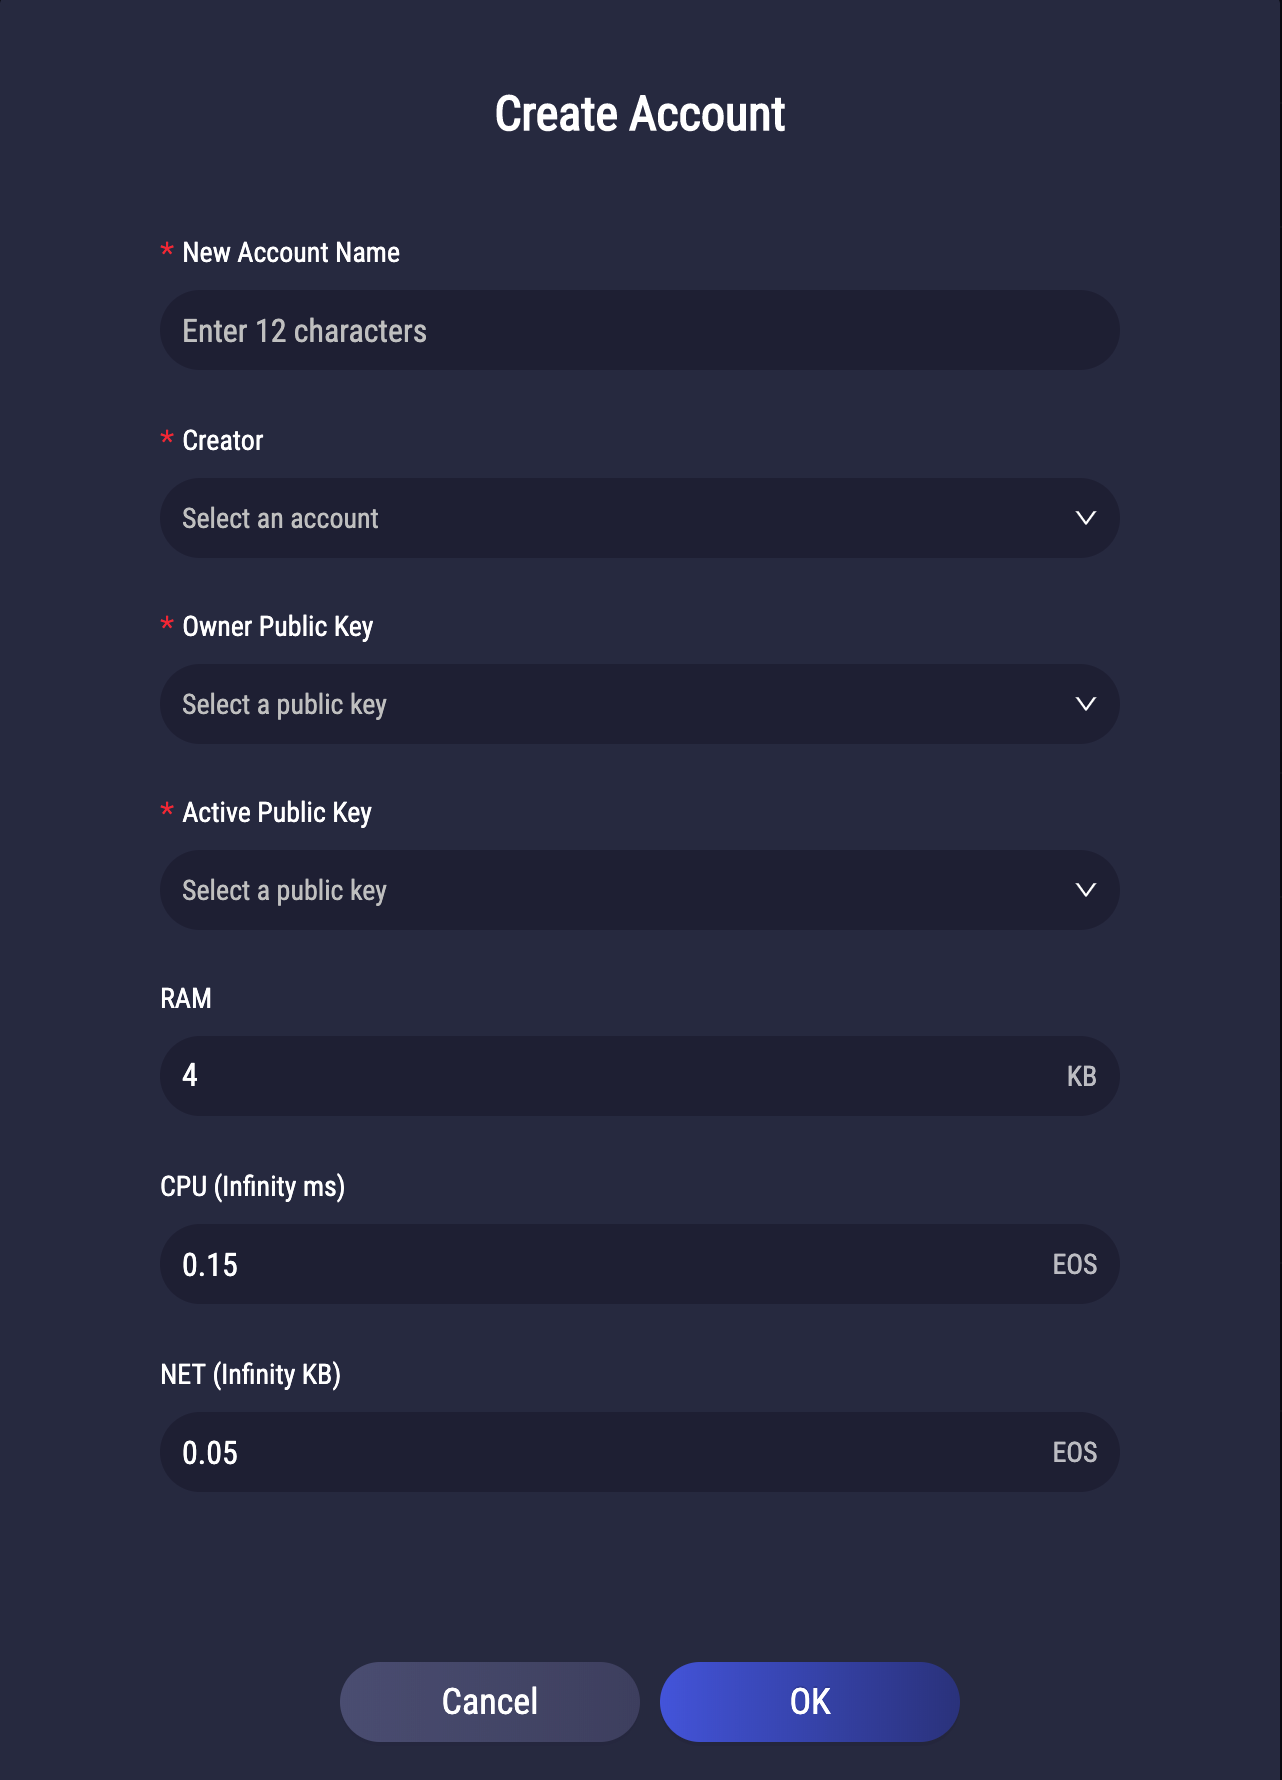 Create Account
* New Account Name
Enter 12 characters
* Creator
Select an account
* Owner Public Key
Select a public key
* Active Public Key
Select a public key
RAM
4 KB
CPU (Infinity ms)
0.15 EOS
NET (Infinity KB)
0.05 EOS
Cancel OK